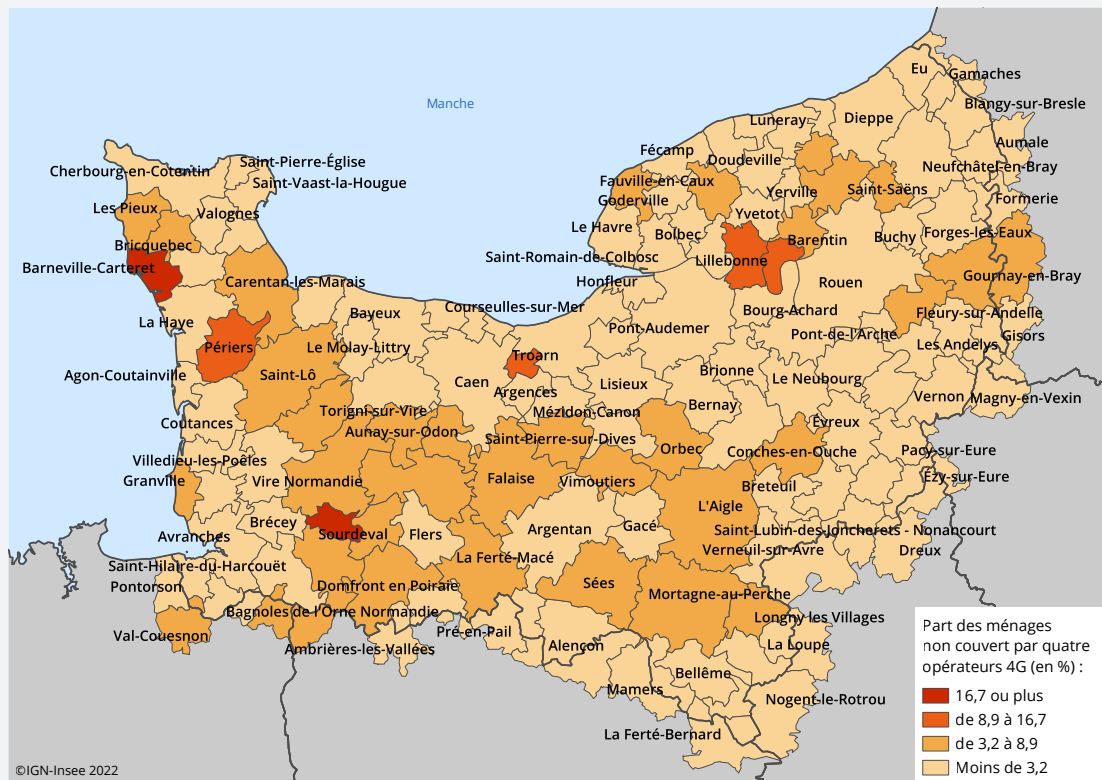 Eu
Gamaches
Manche
Blangy-sur-Bresle
Dieppe
Luneray
Aumale
Fécamp
Doudeville
Saint-Pierre-Église
Neufchâtel-en-Bray
Cherbourg-en-Cotentin
Fauville-en-Caux
Saint-Vaast-la-Hougue
Yerville
Saint-Saëns
Goderville
Formerie
Les Pieux
Valognes
Yvetot
Le Havre
Bolbec
Barentin
Buchy
Forges-les-Eaux
Bricquebec
Saint-Romain-de-Colbosc
Lillebonne
Barneville-Carteret
Gournay-en-Bray
Carentan-les-Marais
Honfleur
Rouen
Courseulles-sur-Mer
Bayeux
Bourg-Achard
Fleury-sur-Andelle
La Haye
Pont-Audemer
Pont-de-l'Arche
Gisors
Périers
Le Molay-Littry
Troarn
Les Andelys
Agon-Coutainville
Saint-Lô
Caen
Lisieux
Brionne
Le Neubourg
Argences
Vernon
Magny-en-Vexin
Torigni-sur-Vire
Mézidon-Canon
Bernay
Coutances
Aunay-sur-Odon
Évreux
Saint-Pierre-sur-Dives
Orbec
Conches-en-Ouche
Pacy-sur-Eure
Villedieu-les-Poêles
Granville
Vire Normandie
Falaise
Vimoutiers
Breteuil
Ézy-sur-Eure
L'Aigle
Brécey
Gacé
Avranches
Sourdeval
Flers
Argentan
Saint-Lubin-des-Joncherets - Nonancourt
Verneuil-sur-Avre
Dreux
La Ferté-Macé
Saint-Hilaire-du-Harcouët
Pontorson
Domfront en Poiraie
Sées
Mortagne-au-Perche
Bagnoles de l'Orne Normandie
Longny les Villages
Val-Couesnon
Pré-en-Pail
Ambrières-les-Vallées
Alençon
La Loupe
Bellême
Mamers
Nogent-le-Rotrou
La Ferté-Bernard
Part des ménages
non couvert par quatre
opérateurs 4G (en %) :
16,7 ou plus
de 8,9 à 16,7
de 3,2 à 8,9
Moins de 3,2
©IGN-Insee 2022